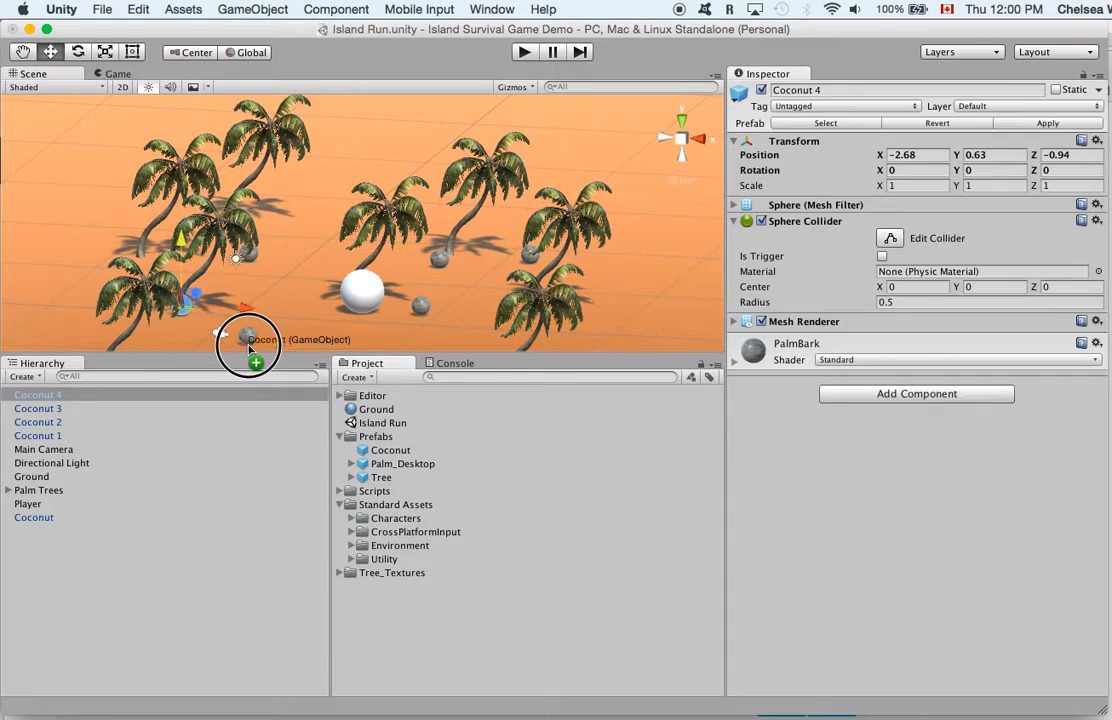 Unity File Edit Assets GameObject Component Mobile Input Window Help 100% Thu 12:00 PM Chelsea W
Island Run.unity - Island Survival Game Demo - PC, Mac & Linux Standalone (Personal)
Center Global Layers Layout
Scene Game
Shaded 2D Gizmos All
y
x
Coconut (GameObject)
Hierarchy
Create All
Coconut 4
Coconut 3
Coconut 2
Coconut 1
Main Camera
Directional Light
Ground
Palm Trees
Player
Coconut
Project Console
Create
Editor
Ground
Island Run
Prefabs
Coconut
Palm_Desktop
Tree
Scripts
Standard Assets
Characters
CrossPlatformInput
Environment
Utility
Tree_Textures
Inspector
Coconut 4 Static
Tag Untagged Layer Default
Prefab Select Revert Apply
Transform
Position X -2.68 Y 0.63 Z -0.94
Rotation X 0 Y 0 Z 0
Scale X 1 Y 1 Z 1
Sphere (Mesh Filter)
Sphere Collider
Edit Collider
Is Trigger
Material None (Physic Material)
Center X 0 Y 0 Z 0
Radius 0.5
Mesh Renderer
PalmBark
Shader Standard
Add Component